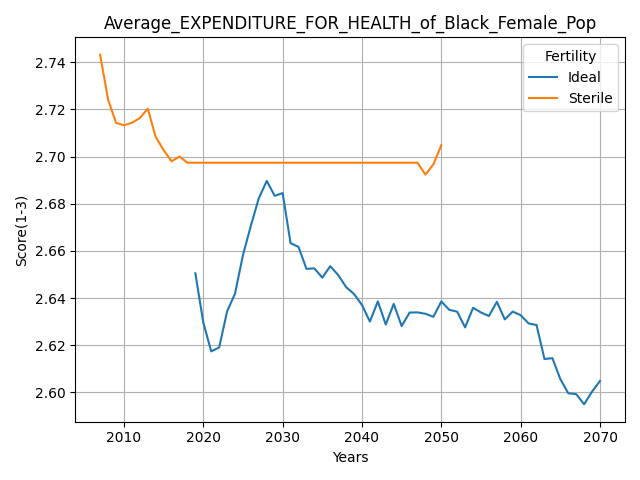 Average_EXPENDITURE_FOR_HEALTH_of_Black_Female_Pop
Fertility
Ideal
Sterile
Score(1-3)
2.74
2.72
2.70
2.68
2.66
2.64
2.62
2.60
2010 2020 2030 2040 2050 2060 2070
Years